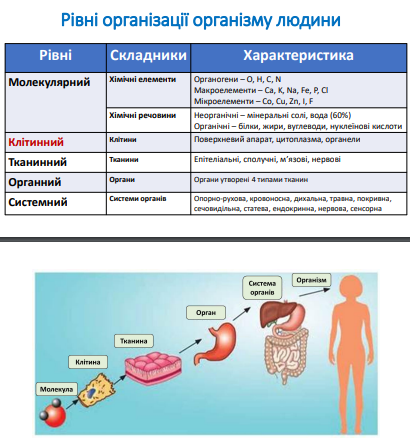 Рівні організації організму людини
Рівні Складники Характеристика
Молекулярний Хімічні елементи Органогени – O, H, C, N
Макроелементи – Ca, K, Na, Fe, P, Cl
Мікроелементи – Co, Cu, Zn, I, F
Хімічні речовини Неорганічні – мінеральні солі, вода (60%)
Органічні – білки, жири, вуглеводи, нуклеїнові кислоти
Клітинний Клітини Поверхневий апарат, цитоплазма, органели
Тканинний Тканини Епітеліальні, сполучні, м'язові, нервові
Органний Органи Органи утворені 4 типами тканин
Системний Системи органів Опорно-рухова, кровоносна, дихальна, травна, покривна,
сечовидільна, статева, ендокринна, нервова, сенсорна
Організм
Система
органів
Орган
Тканина
Клітина
Молекула